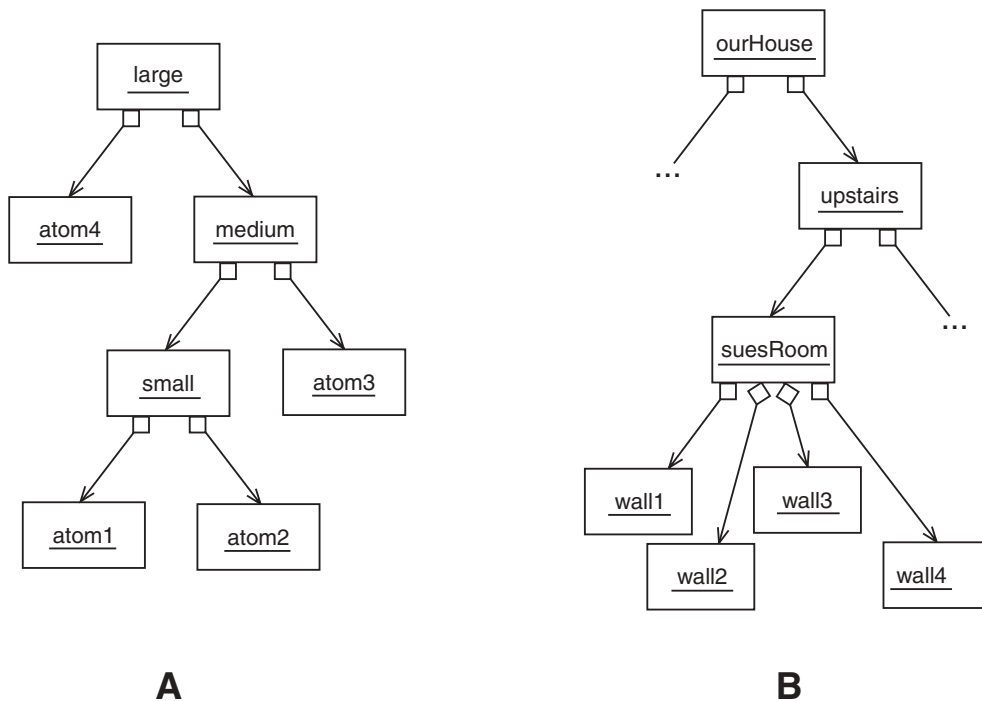 large
atom4
medium
small
atom3
atom1
atom2
A
ourHouse
...
upstairs
...
suesRoom
wall1
wall3
wall2
wall4
B